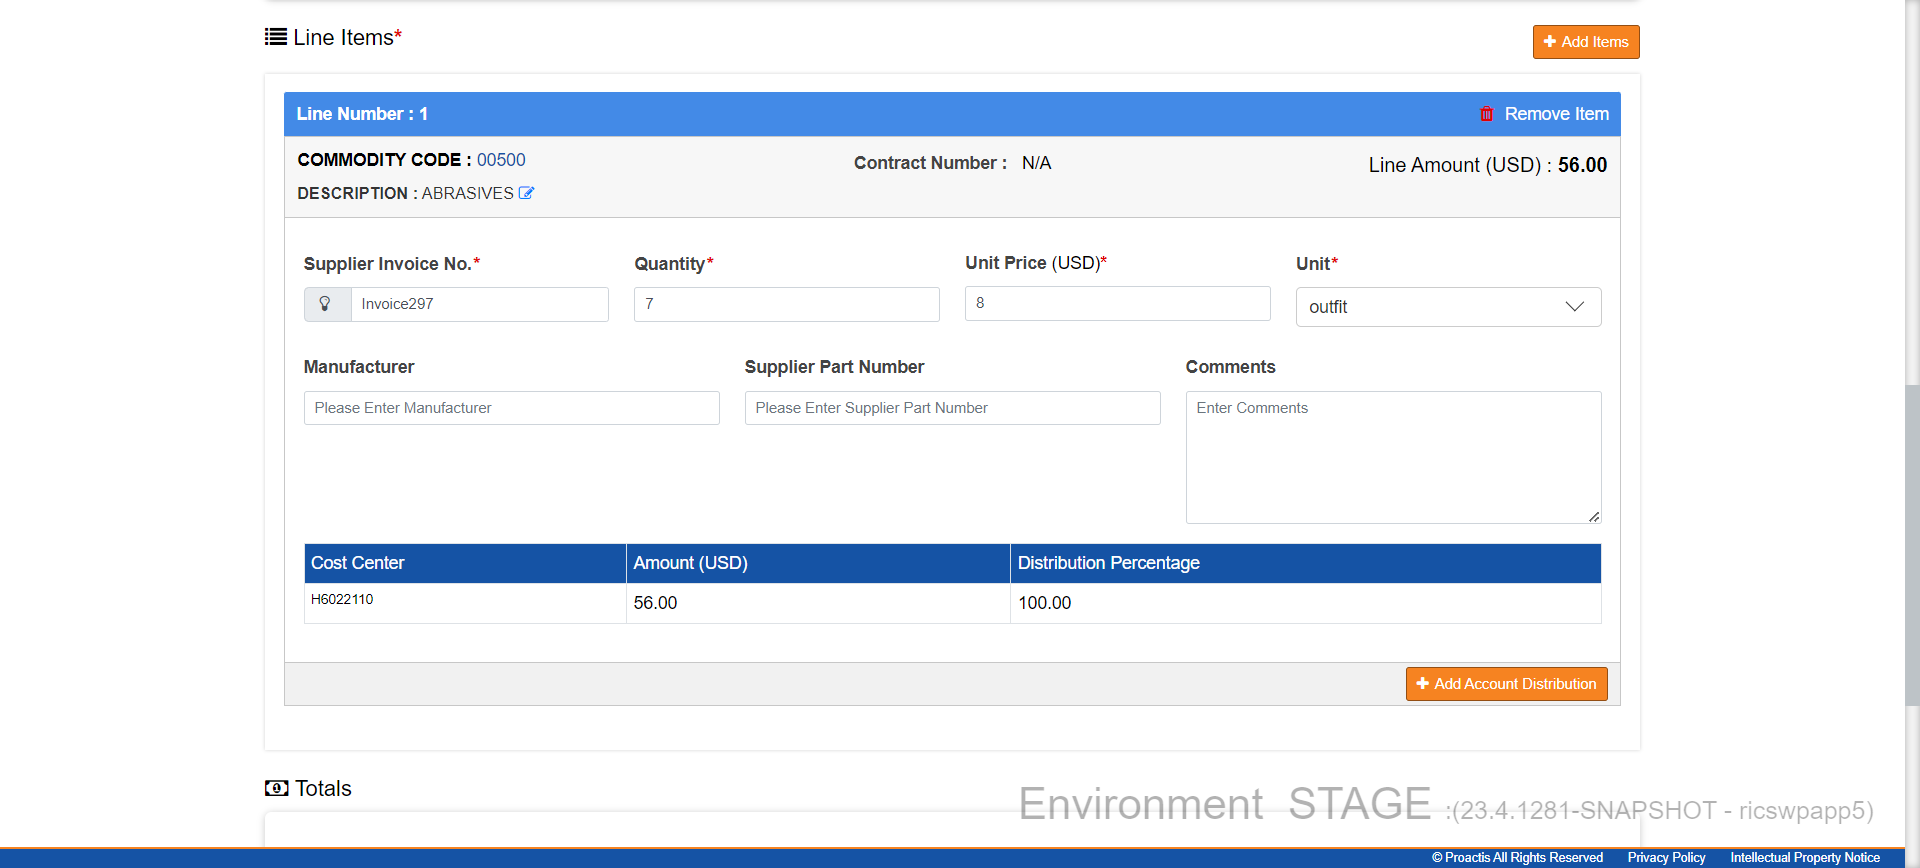 Line Items*
Add Items
Line Number : 1
Remove Item
COMMODITY CODE : 00500
Contract Number : N/A
Line Amount (USD) : 56.00
DESCRIPTION : ABRASIVES
Supplier Invoice No.*
Quantity*
Unit Price (USD)*
Unit*
Invoice297
7
8
outfit
Manufacturer
Supplier Part Number
Comments
Please Enter Manufacturer
Please Enter Supplier Part Number
Enter Comments
Cost Center
Amount (USD)
Distribution Percentage
H6022110
56.00
100.00
Add Account Distribution
Totals
Environment STAGE :(23.4.1281-SNAPSHOT - ricswpapp5)
© Proactis All Rights Reserved
Privacy Policy
Intellectual Property Notice